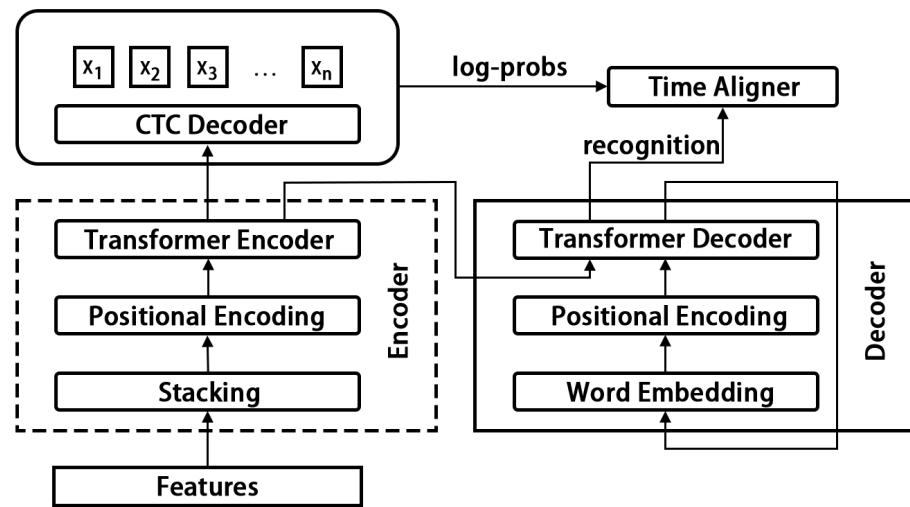 x₁ x₂ x₃ … xₙ
CTC Decoder
log-probs
Time Aligner
recognition
Transformer Encoder
Positional Encoding
Stacking
Encoder
Features
Transformer Decoder
Positional Encoding
Word Embedding
Decoder